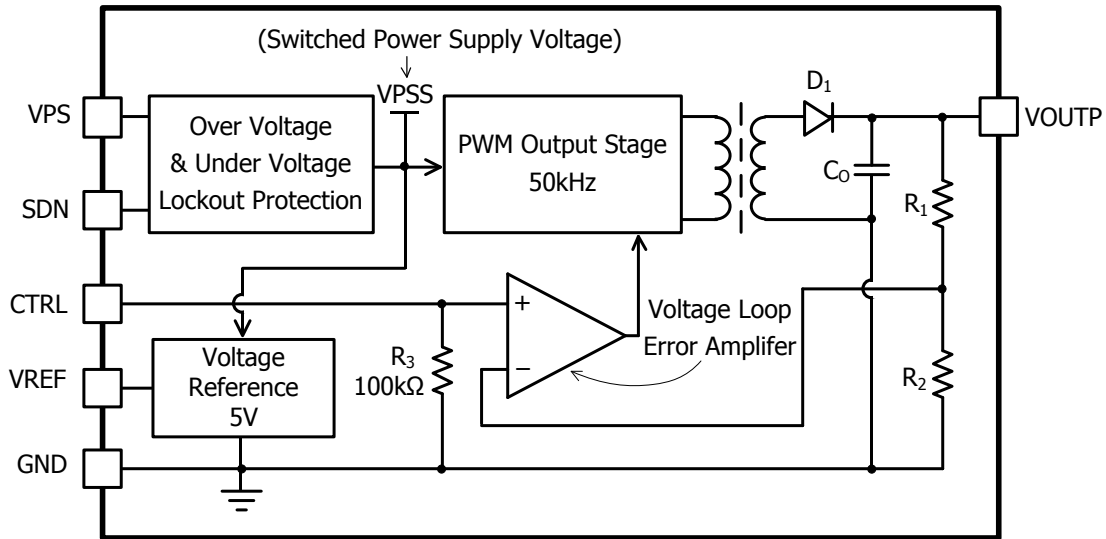 (Switched Power Supply Voltage)
VPSS
D1
VPS
Over Voltage
& Under Voltage
Lockout Protection
PWM Output Stage
50kHz
VOUTP
CO
SDN
R1
CTRL
+
Voltage Loop
Error Amplifer
R3
100kΩ
−
VREF
Voltage
Reference
5V
R2
GND